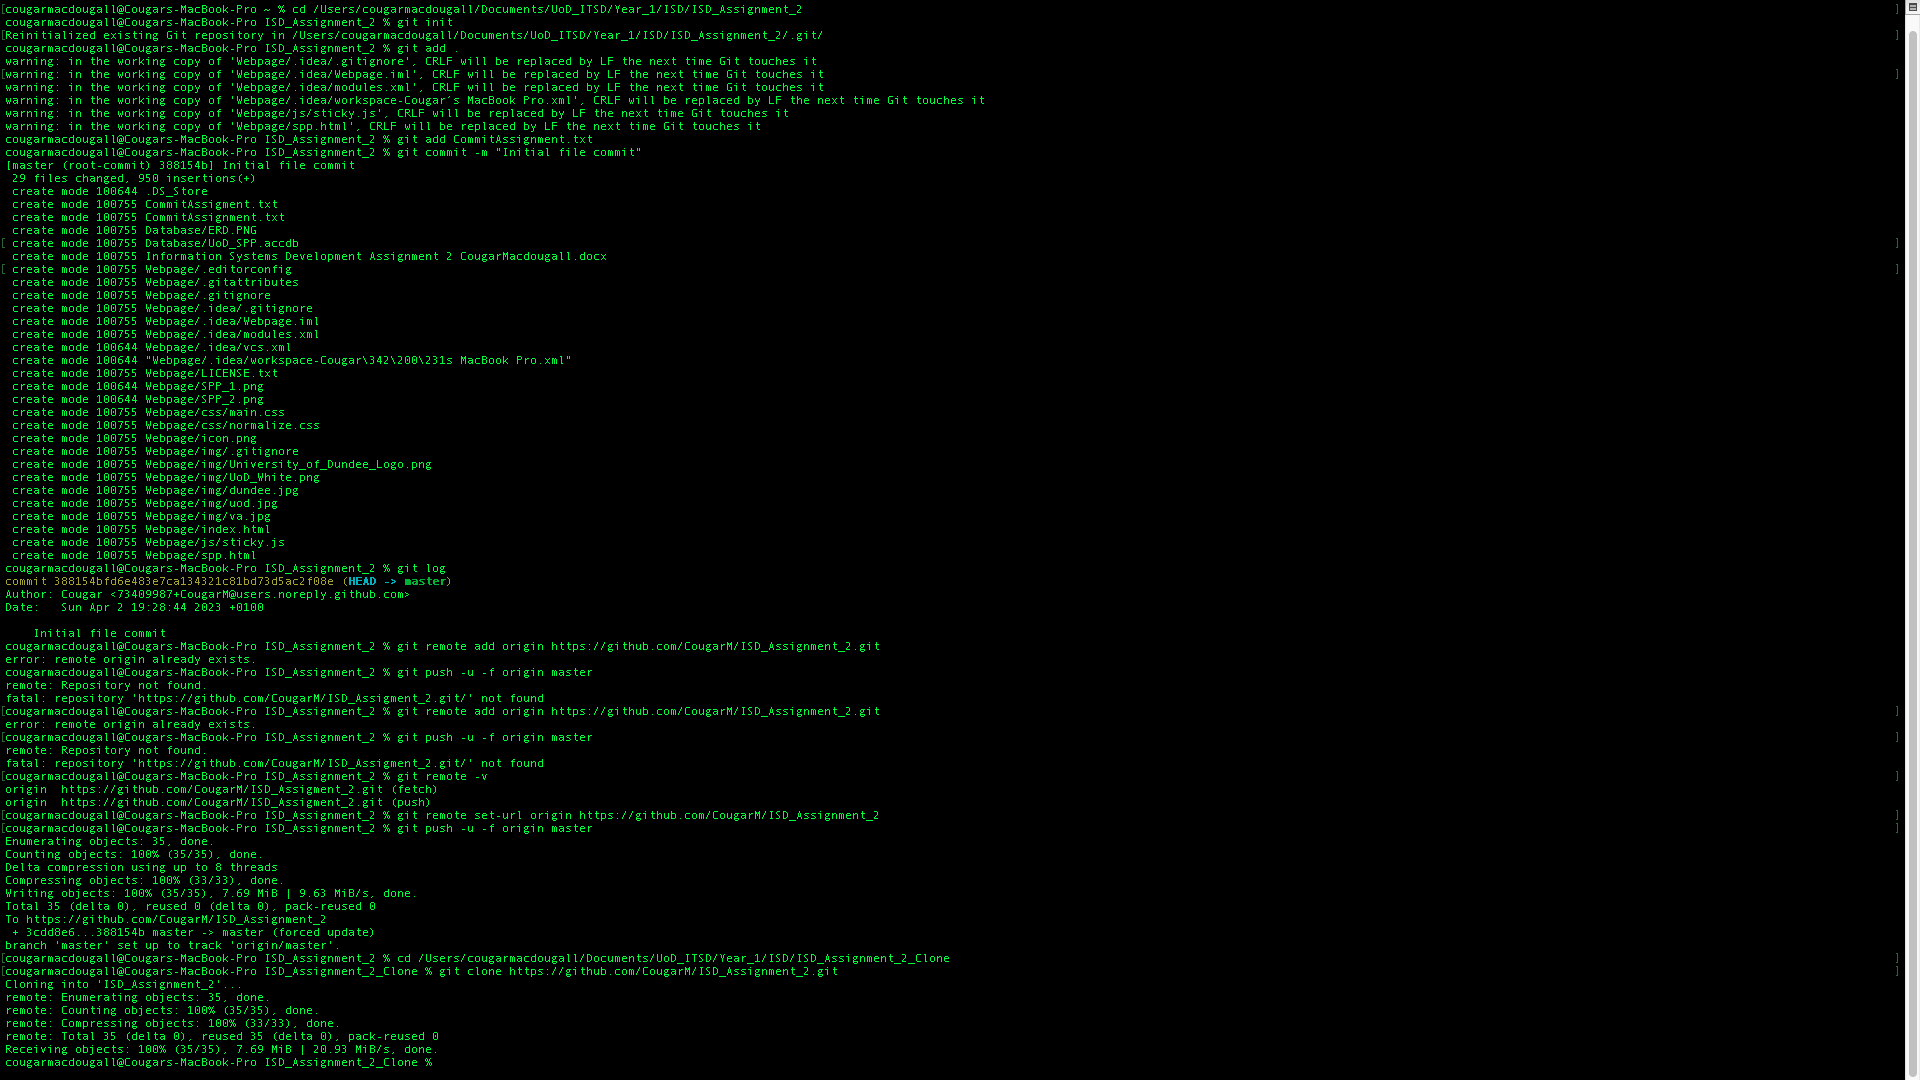 [cougarmacdougall@Cougars-MacBook-Pro ~ % cd /Users/cougarmacdougall/Documents/UoD_ITSD/Year_1/ISD/ISD_Assignment_2 ]
cougarmacdougall@Cougars-MacBook-Pro ISD_Assignment_2 % git init
[Reinitialized existing Git repository in /Users/cougarmacdougall/Documents/UoD_ITSD/Year_1/ISD/ISD_Assignment_2/.git/ ]
cougarmacdougall@Cougars-MacBook-Pro ISD_Assignment_2 % git add .
warning: in the working copy of 'Webpage/.idea/.gitignore', CRLF will be replaced by LF the next time Git touches it
[warning: in the working copy of 'Webpage/.idea/Webpage.iml', CRLF will be replaced by LF the next time Git touches it ]
warning: in the working copy of 'Webpage/.idea/modules.xml', CRLF will be replaced by LF the next time Git touches it
warning: in the working copy of 'Webpage/.idea/workspace-Cougar’s MacBook Pro.xml', CRLF will be replaced by LF the next time Git touches it
warning: in the working copy of 'Webpage/js/sticky.js', CRLF will be replaced by LF the next time Git touches it
warning: in the working copy of 'Webpage/spp.html', CRLF will be replaced by LF the next time Git touches it
cougarmacdougall@Cougars-MacBook-Pro ISD_Assignment_2 % git add CommitAssignment.txt
cougarmacdougall@Cougars-MacBook-Pro ISD_Assignment_2 % git commit -m "Initial file commit"
[master (root-commit) 388154b] Initial file commit
29 files changed, 950 insertions(+)
create mode 100644 .DS_Store
create mode 100755 CommitAssigment.txt
create mode 100755 CommitAssignment.txt
create mode 100755 Database/ERD.PNG
[ create mode 100755 Database/UoD_SPP.accdb ]
create mode 100755 Information Systems Development Assignment 2 CougarMacdougall.docx
[ create mode 100755 Webpage/.editorconfig ]
create mode 100755 Webpage/.gitattributes
create mode 100755 Webpage/.gitignore
create mode 100755 Webpage/.idea/.gitignore
create mode 100755 Webpage/.idea/Webpage.iml
create mode 100755 Webpage/.idea/modules.xml
create mode 100644 Webpage/.idea/vcs.xml
create mode 100644 "Webpage/.idea/workspace-Cougar\342\200\231s MacBook Pro.xml"
create mode 100755 Webpage/LICENSE.txt
create mode 100644 Webpage/SPP_1.png
create mode 100644 Webpage/SPP_2.png
create mode 100755 Webpage/css/main.css
create mode 100755 Webpage/css/normalize.css
create mode 100755 Webpage/icon.png
create mode 100755 Webpage/img/.gitignore
create mode 100755 Webpage/img/University_of_Dundee_Logo.png
create mode 100755 Webpage/img/UoD_White.png
create mode 100755 Webpage/img/dundee.jpg
create mode 100755 Webpage/img/uod.jpg
create mode 100755 Webpage/img/va.jpg
create mode 100755 Webpage/index.html
create mode 100755 Webpage/js/sticky.js
create mode 100755 Webpage/spp.html
cougarmacdougall@Cougars-MacBook-Pro ISD_Assignment_2 % git log
commit 388154bfd6e483e7ca134321c81bd73d5ac2f08e (HEAD -> master)
Author: Cougar <73409987+CougarM@users.noreply.github.com>
Date:   Sun Apr 2 19:28:44 2023 +0100
Initial file commit
cougarmacdougall@Cougars-MacBook-Pro ISD_Assignment_2 % git remote add origin https://github.com/CougarM/ISD_Assignment_2.git
error: remote origin already exists.
cougarmacdougall@Cougars-MacBook-Pro ISD_Assignment_2 % git push -u -f origin master
remote: Repository not found.
fatal: repository 'https://github.com/CougarM/ISD_Assigment_2.git/' not found
[cougarmacdougall@Cougars-MacBook-Pro ISD_Assignment_2 % git remote add origin https://github.com/CougarM/ISD_Assignment_2.git ]
error: remote origin already exists.
[cougarmacdougall@Cougars-MacBook-Pro ISD_Assignment_2 % git push -u -f origin master ]
remote: Repository not found.
fatal: repository 'https://github.com/CougarM/ISD_Assigment_2.git/' not found
[cougarmacdougall@Cougars-MacBook-Pro ISD_Assignment_2 % git remote -v ]
origin  https://github.com/CougarM/ISD_Assigment_2.git (fetch)
origin  https://github.com/CougarM/ISD_Assigment_2.git (push)
[cougarmacdougall@Cougars-MacBook-Pro ISD_Assignment_2 % git remote set-url origin https://github.com/CougarM/ISD_Assignment_2 ]
[cougarmacdougall@Cougars-MacBook-Pro ISD_Assignment_2 % git push -u -f origin master ]
Enumerating objects: 35, done.
Counting objects: 100% (35/35), done.
Delta compression using up to 8 threads
Compressing objects: 100% (33/33), done.
Writing objects: 100% (35/35), 7.69 MiB | 9.63 MiB/s, done.
Total 35 (delta 0), reused 0 (delta 0), pack-reused 0
To https://github.com/CougarM/ISD_Assignment_2
+ 3cdd8e6...388154b master -> master (forced update)
branch 'master' set up to track 'origin/master'.
[cougarmacdougall@Cougars-MacBook-Pro ISD_Assignment_2 % cd /Users/cougarmacdougall/Documents/UoD_ITSD/Year_1/ISD/ISD_Assignment_2_Clone ]
[cougarmacdougall@Cougars-MacBook-Pro ISD_Assignment_2_Clone % git clone https://github.com/CougarM/ISD_Assignment_2.git ]
Cloning into 'ISD_Assignment_2'...
remote: Enumerating objects: 35, done.
remote: Counting objects: 100% (35/35), done.
remote: Compressing objects: 100% (33/33), done.
remote: Total 35 (delta 0), reused 35 (delta 0), pack-reused 0
Receiving objects: 100% (35/35), 7.69 MiB | 20.93 MiB/s, done.
cougarmacdougall@Cougars-MacBook-Pro ISD_Assignment_2_Clone %